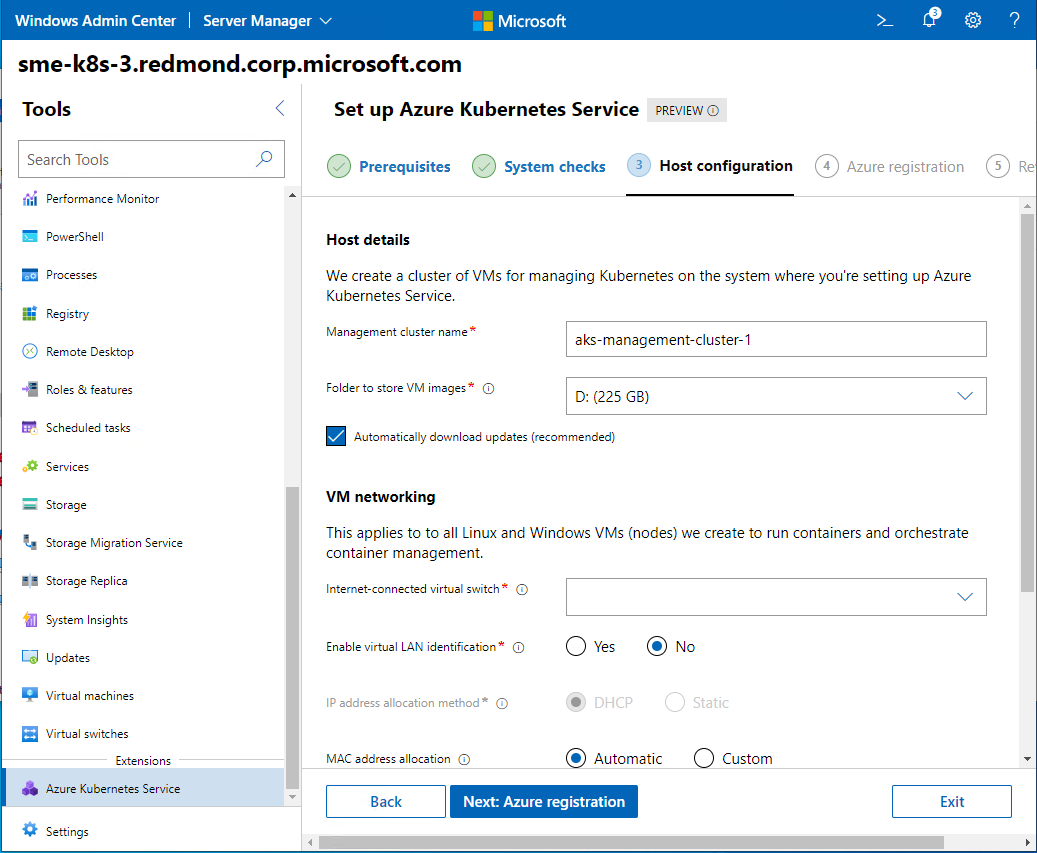 Windows Admin Center Server Manager Microsoft 3 ?
sme-k8s-3.redmond.corp.microsoft.com
Tools
Search Tools
Performance Monitor
PowerShell
Processes
Registry
Remote Desktop
Roles & features
Scheduled tasks
Services
Storage
Storage Migration Service
Storage Replica
System Insights
Updates
Virtual machines
Virtual switches
Extensions
Azure Kubernetes Service
Settings
Set up Azure Kubernetes Service PREVIEW
Prerequisites System checks 3 Host configuration 4 Azure registration 5 Re
Host details
We create a cluster of VMs for managing Kubernetes on the system where you're setting up Azure
Kubernetes Service.
Management cluster name* aks-management-cluster-1
Folder to store VM images* D: (225 GB)
Automatically download updates (recommended)
VM networking
This applies to to all Linux and Windows VMs (nodes) we create to run containers and orchestrate
container management.
Internet-connected virtual switch*
Enable virtual LAN identification* Yes No
IP address allocation method* DHCP Static
MAC address allocation Automatic Custom
Back Next: Azure registration Exit